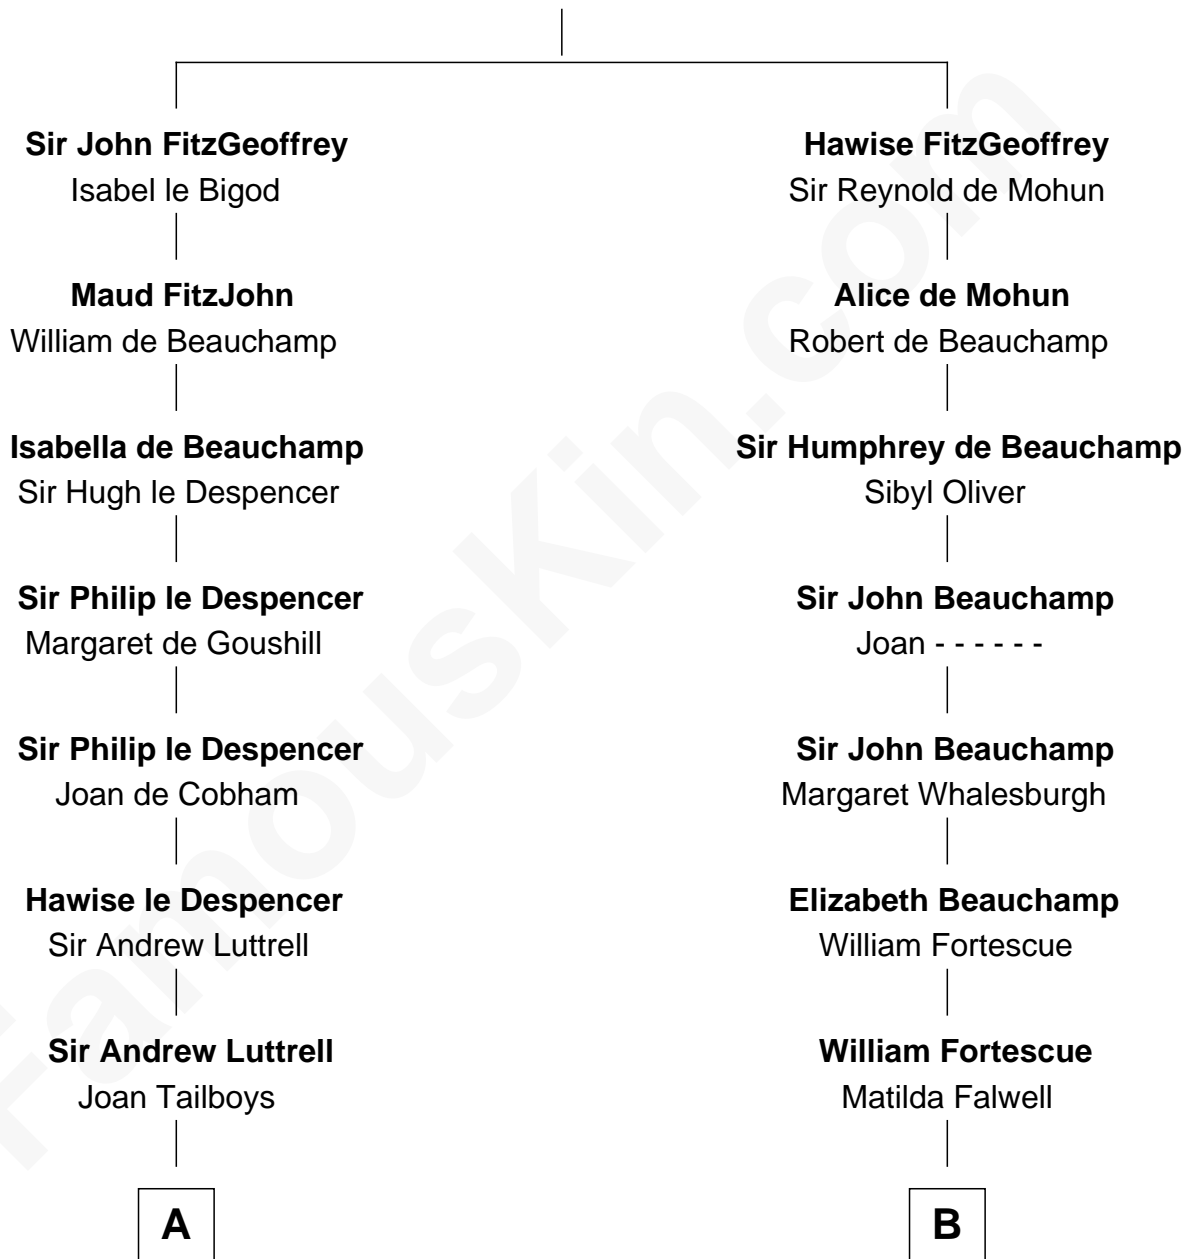 Sir John FitzGeoffrey
Isabel le Bigod
Hawise FitzGeoffrey
Sir Reynold de Mohun
Maud FitzJohn
William de Beauchamp
Alice de Mohun
Robert de Beauchamp
Isabella de Beauchamp
Sir Hugh le Despencer
Sir Humphrey de Beauchamp
Sibyl Oliver
Sir Philip le Despencer
Margaret de Goushill
Sir John Beauchamp
Joan - - - - - -
Sir Philip le Despencer
Joan de Cobham
Sir John Beauchamp
Margaret Whalesburgh
Hawise le Despencer
Sir Andrew Luttrell
Elizabeth Beauchamp
William Fortescue
Sir Andrew Luttrell
Joan Tailboys
William Fortescue
Matilda Falwell
A
B
FamousKin.com